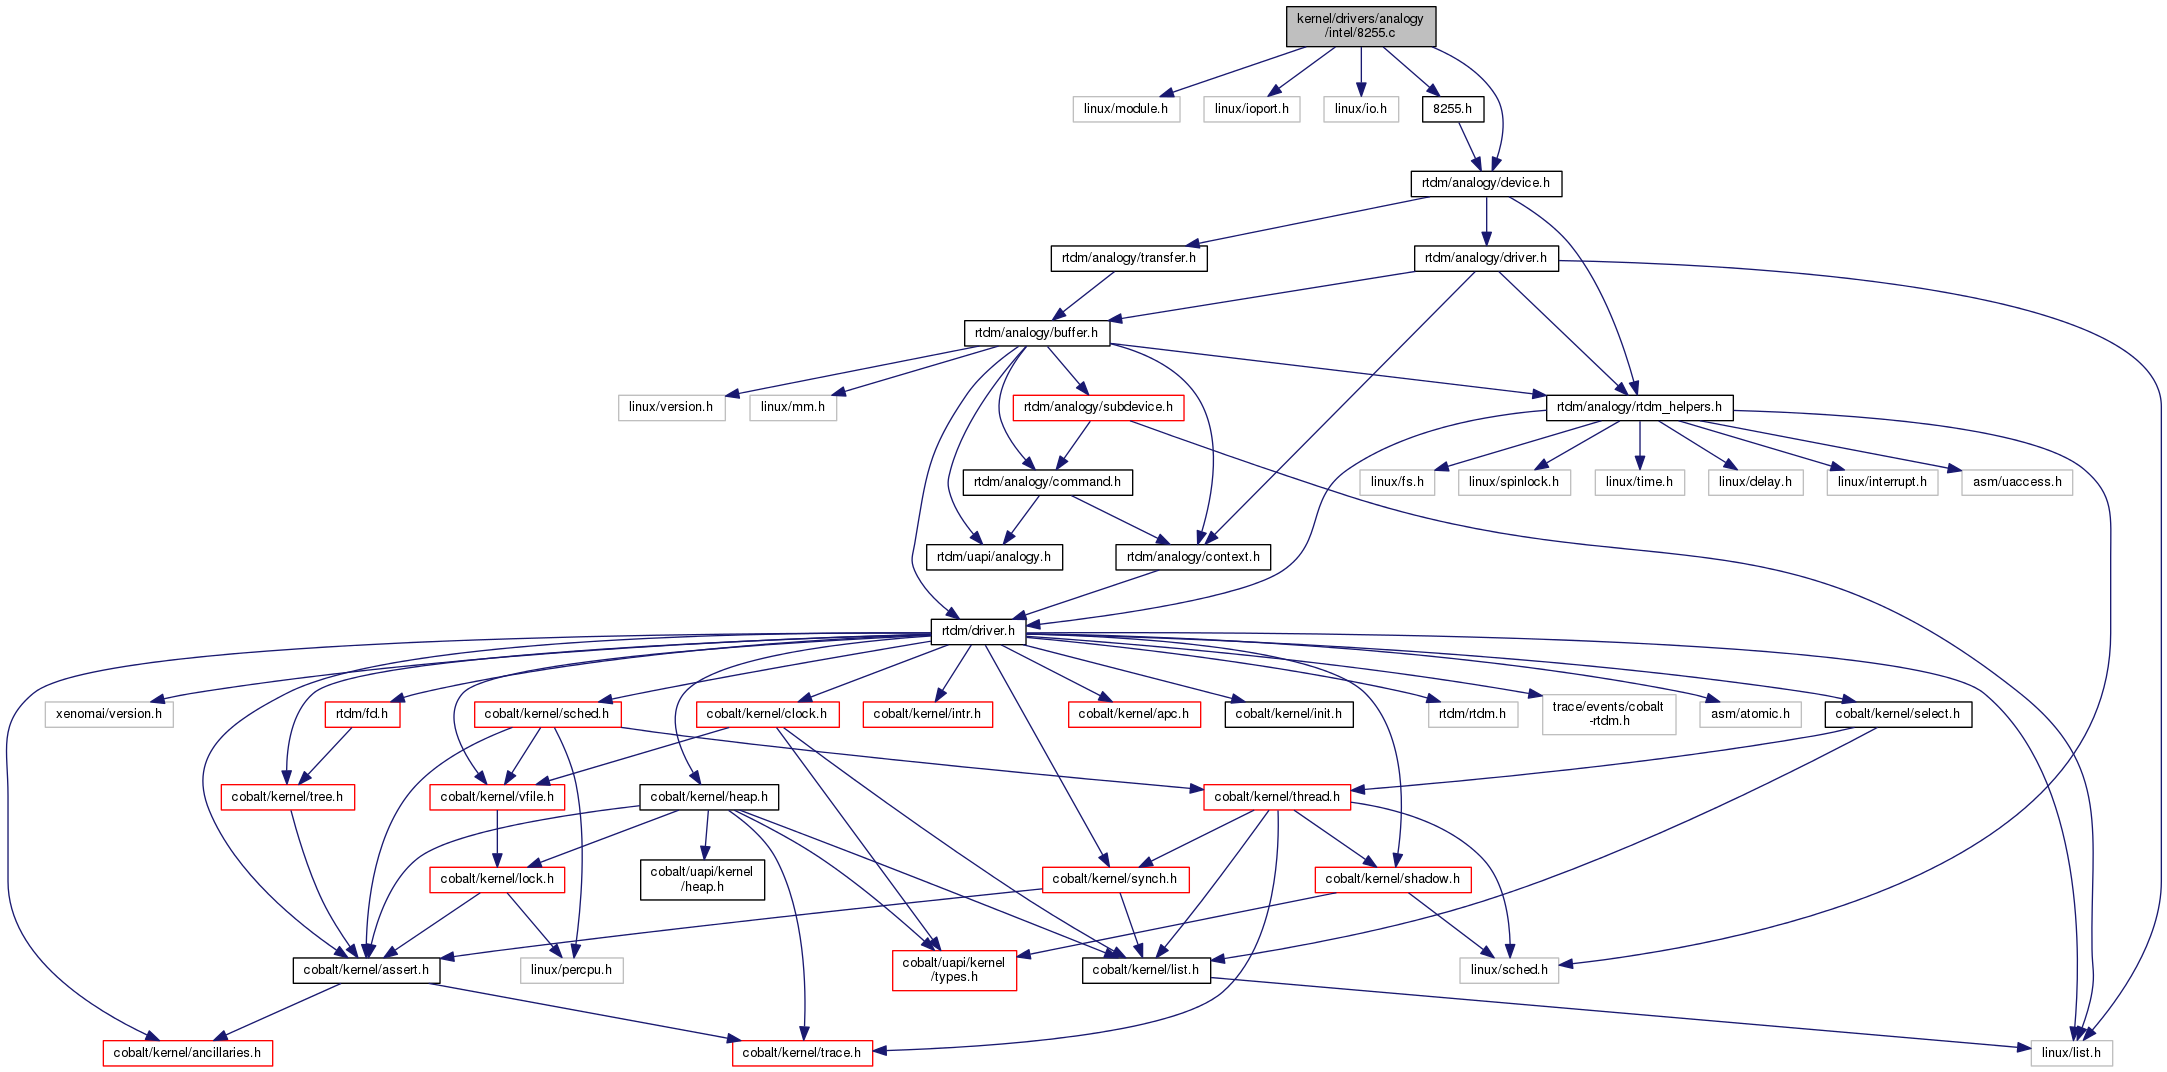 kernel/drivers/analogy
/intel/8255.c
linux/module.h
linux/ioport.h
linux/io.h
8255.h
rtdm/analogy/device.h
rtdm/analogy/transfer.h
rtdm/analogy/driver.h
rtdm/analogy/buffer.h
linux/version.h
linux/mm.h
rtdm/analogy/subdevice.h
rtdm/analogy/rtdm_helpers.h
rtdm/analogy/command.h
linux/fs.h
linux/spinlock.h
linux/time.h
linux/delay.h
linux/interrupt.h
asm/uaccess.h
rtdm/uapi/analogy.h
rtdm/analogy/context.h
rtdm/driver.h
xenomai/version.h
rtdm/fd.h
cobalt/kernel/sched.h
cobalt/kernel/clock.h
cobalt/kernel/intr.h
cobalt/kernel/apc.h
cobalt/kernel/init.h
rtdm/rtdm.h
trace/events/cobalt
-rtdm.h
asm/atomic.h
cobalt/kernel/select.h
cobalt/kernel/tree.h
cobalt/kernel/vfile.h
cobalt/kernel/heap.h
cobalt/kernel/thread.h
cobalt/kernel/lock.h
cobalt/uapi/kernel
/heap.h
cobalt/kernel/synch.h
cobalt/kernel/shadow.h
cobalt/kernel/assert.h
linux/percpu.h
cobalt/uapi/kernel
/types.h
cobalt/kernel/list.h
linux/sched.h
cobalt/kernel/ancillaries.h
cobalt/kernel/trace.h
linux/list.h